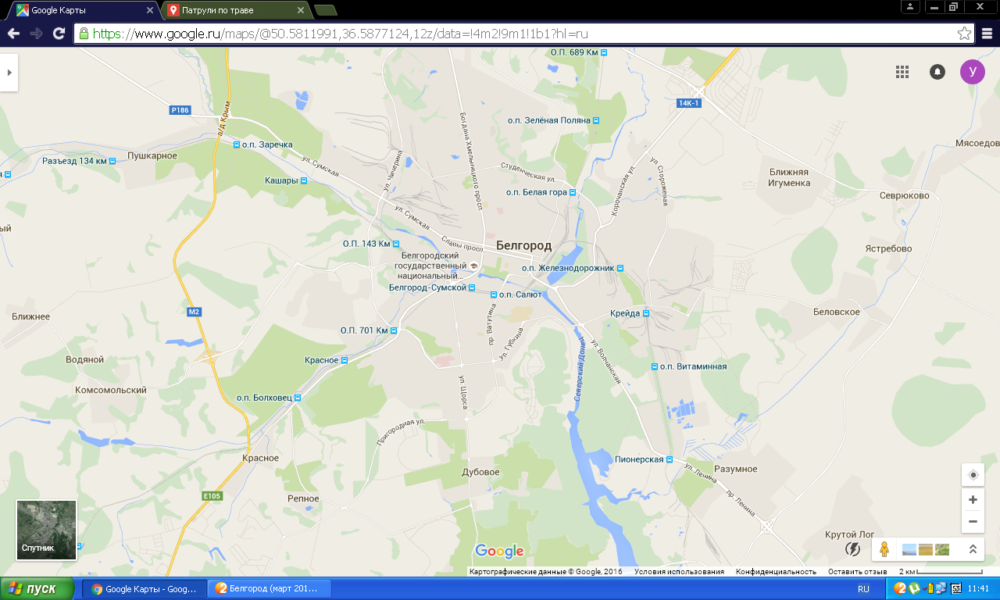 Google Карты
Патрули по траве
https://www.google.ru/maps/@50.5811991,36.5877124,12z/data=!4m2!9m1!1b1?hl=ru
О.П. 689 Км
У
14К-1
Р186
а/д Крым
о.п. Зелёная Поляна
Богдана Хмельницкого просп.
о.п. Заречка
Мясоедов
Пушкарное
Разъезд 134 км
ул. Сумская
ул. Чичерина
Студенческая ул.
ул. Сторожевая
Корочанская ул.
Ближняя
Игуменка
Кашары
о.п. Белая гора
Севрюково
ул. Сумская
ый
О.П. 143 Км
Славы просп.
Белгород
Ястребово
Белгородский
государственный
национальный...
о.п. Железнодорожник
Белгород-Сумской
о.п. Салют
М2
Ближнее
Крейда
Беловское
пр. Ватутина
О.П. 701 Км
ул. Губкина
ул. Волчанская
Северский Донец
Водяной
Красное
о.п. Витаминная
Комсомольский
ул. Щорса
о.п. Болховец
Пригородная ул.
Красное
Пионерская
ул. Ленина
Разумное
Дубовое
Е105
Репное
пр. Ленина
Крутой Лог
Спутник
Google
Картографические данные © Google, 2016 Условия использования Конфиденциальность Оставить отзыв 2 км
пуск
Google Карты - Goog...
Белгород (март 201...
RU
11:41